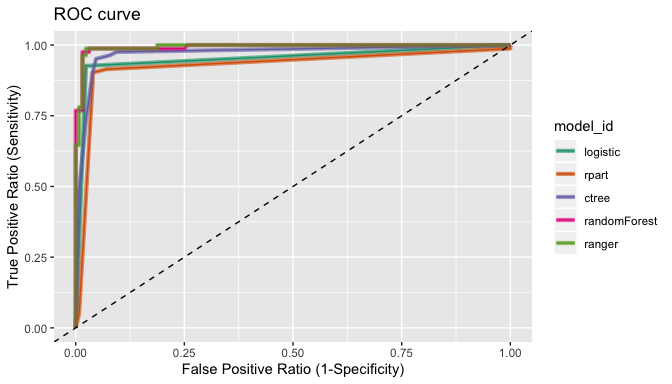 ROC curve
True Positive Ratio (Sensitivity)
1.00
0.75
0.50
0.25
0.00
0.00 0.25 0.50 0.75 1.00
False Positive Ratio (1-Specificity)
model_id
logistic
rpart
ctree
randomForest
ranger